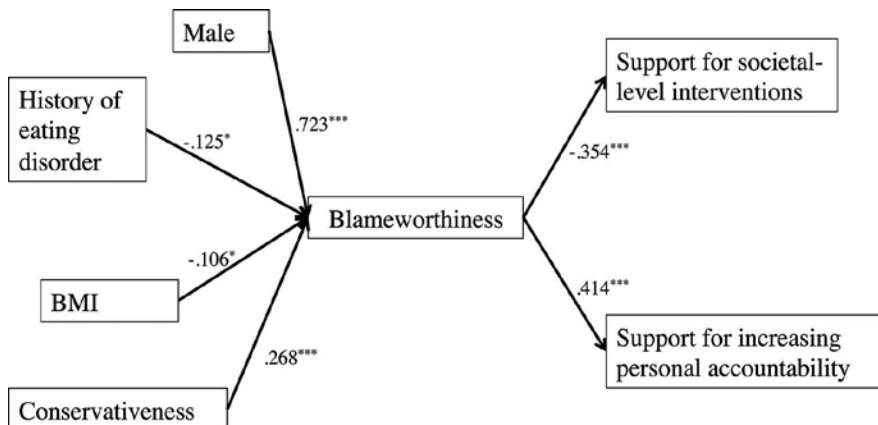 Male
History of
eating
disorder
BMI
Conservativeness
-.125*
.723***
-.106*
.268***
Blameworthiness
-.354***
.414***
Support for societal-
level interventions
Support for increasing
personal accountability